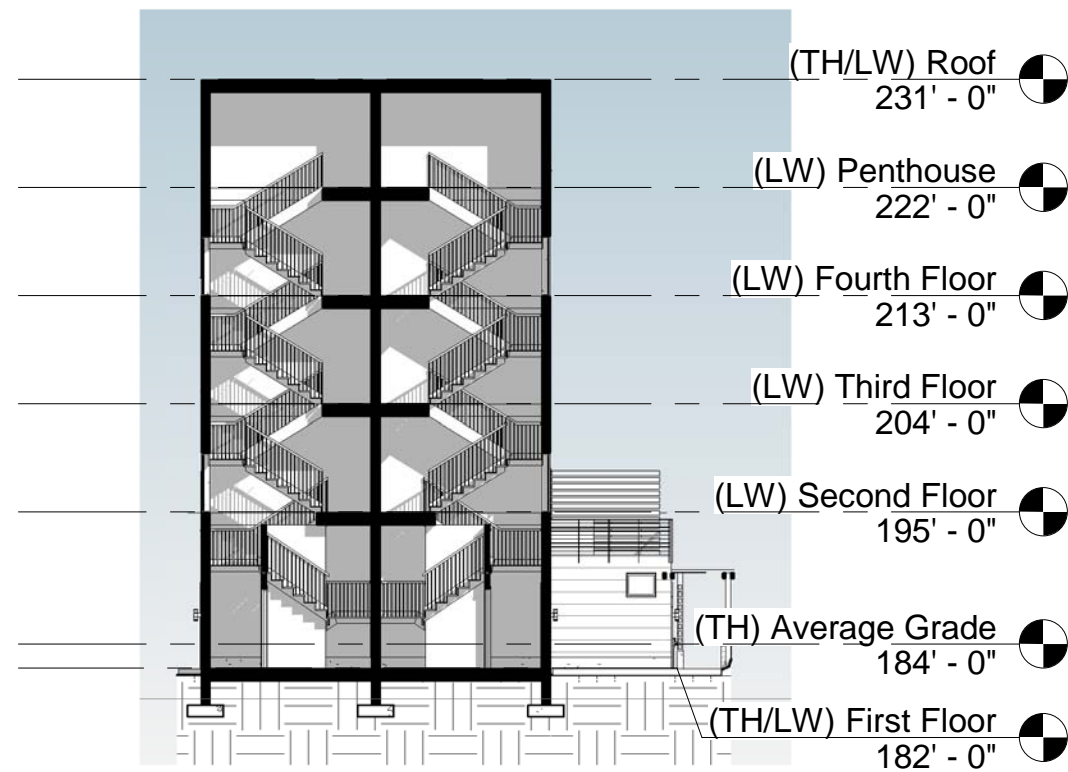 (TH/LW) Roof
231' - 0"
(LW) Penthouse
222' - 0"
(LW) Fourth Floor
213' - 0"
(LW) Third Floor
204' - 0"
(LW) Second Floor
195' - 0"
(TH) Average Grade
184' - 0"
(TH/LW) First Floor
182' - 0"